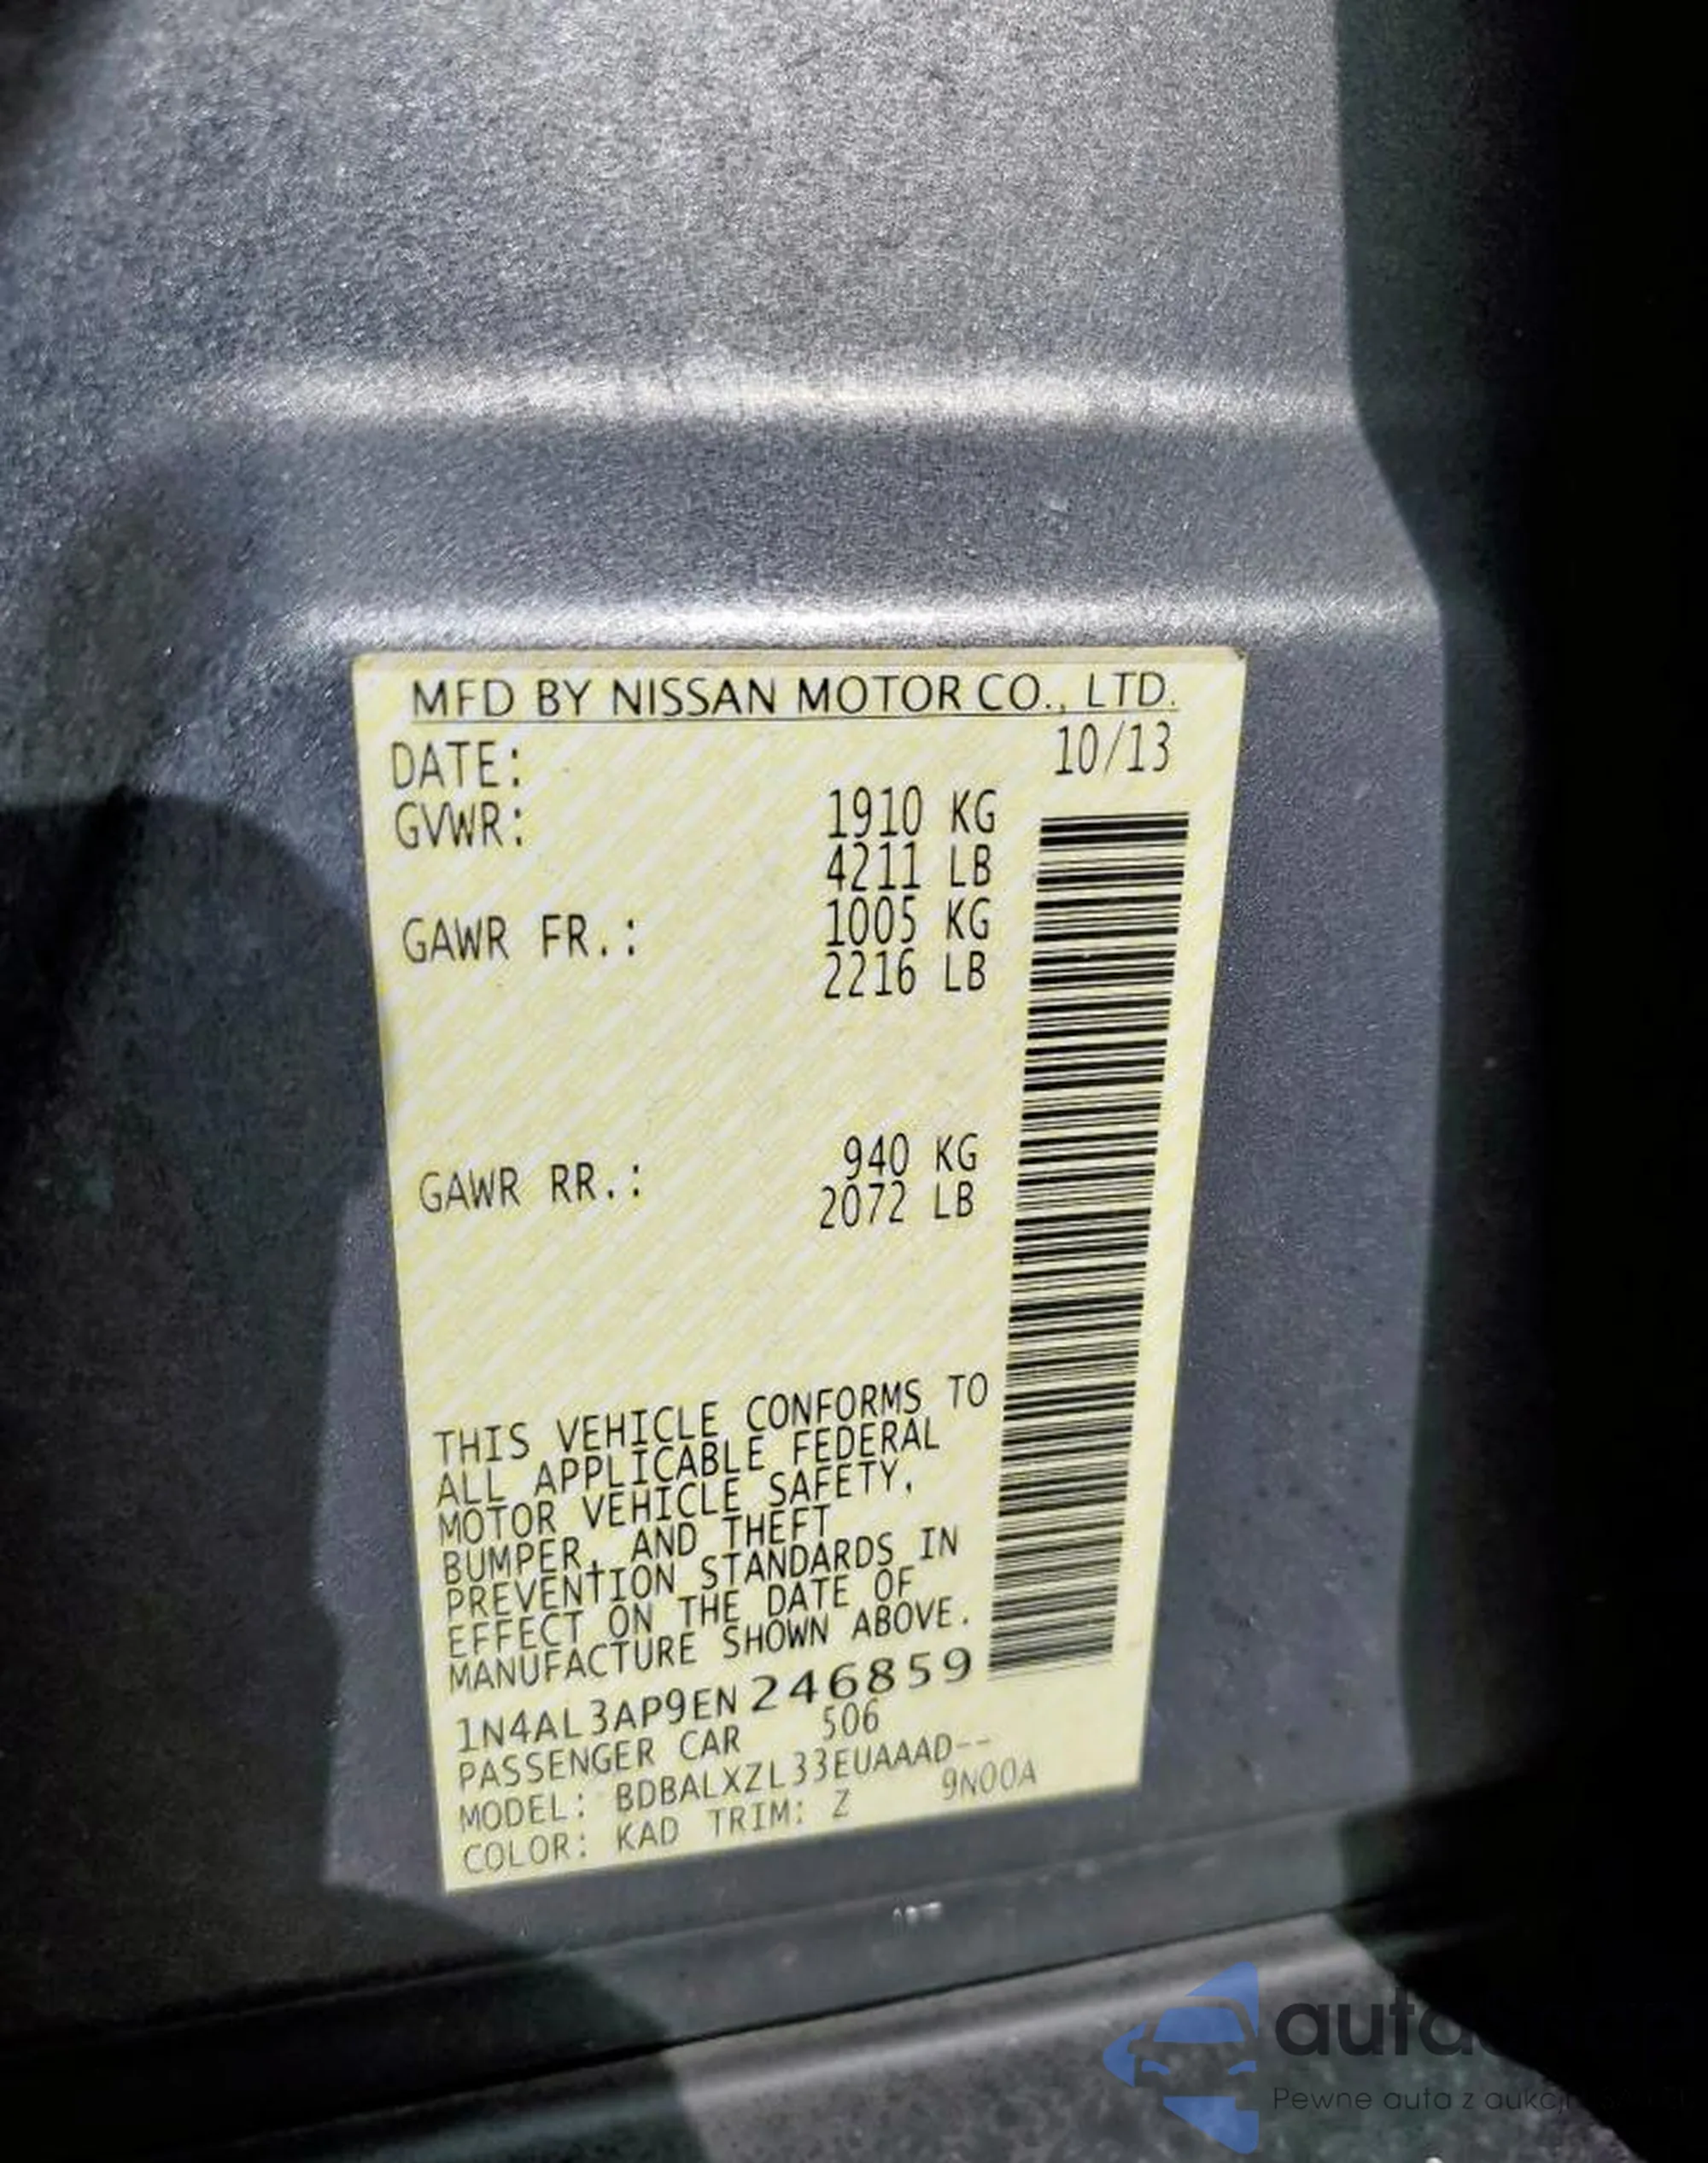 MFD BY NISSAN MOTOR CO., LTD.
DATE: 10/13
GVWR: 1910 KG
4211 LB
GAWR FR.: 1005 KG
2216 LB
GAWR RR.: 940 KG
2072 LB
THIS VEHICLE CONFORMS TO
ALL APPLICABLE FEDERAL
MOTOR VEHICLE SAFETY,
BUMPER, AND THEFT
PREVENTION STANDARDS IN
EFFECT ON THE DATE OF
MANUFACTURE SHOWN ABOVE.
1N4AL3AP9EN246859
PASSENGER CAR 506
MODEL: BDBALXZL33EUAAAD--
COLOR: KAD TRIM: Z 9N00A
Pewne auta z